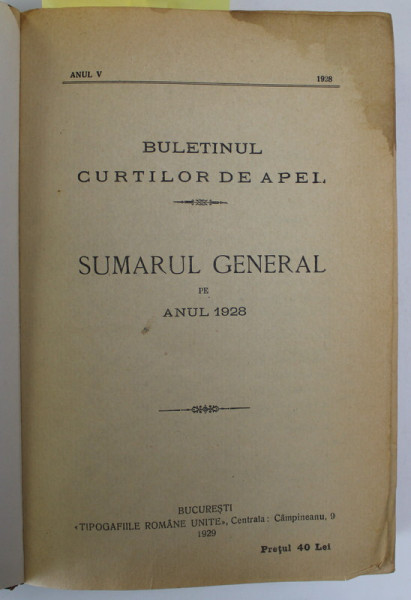 ANUL V 1928
BULETINUL
CURTILOR DE APEL
SUMARUL GENERAL
PE
ANUL 1928
BUCUREȘTI
«TIPOGAFIILE ROMÂNE UNITE», Centrala: Câmpineanu, 9
1929
Prețul 40 Lei